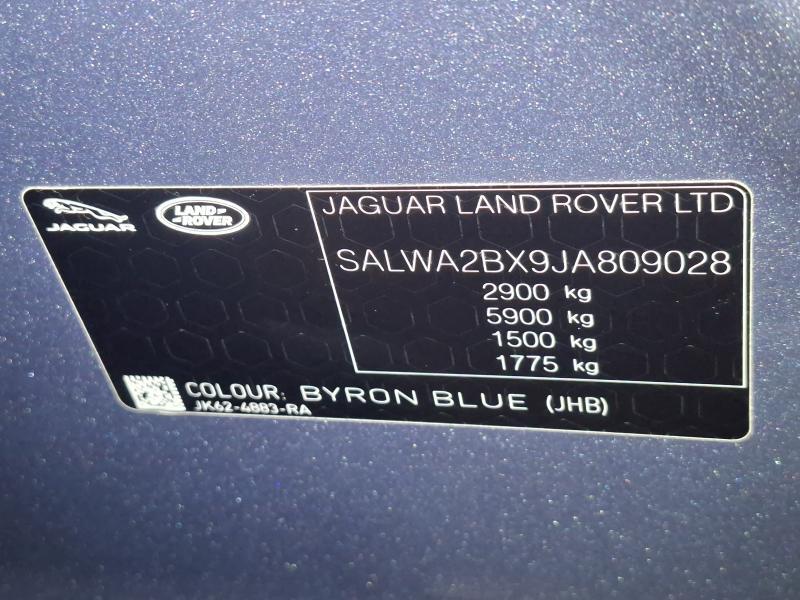 JAGUAR
LAND
ROVER
JAGUAR LAND ROVER LTD
SALWA2BX9JA809028
2900 kg
5900 kg
1500 kg
1775 kg
COLOUR: BYRON BLUE (JHB)
JK62-4883-RA